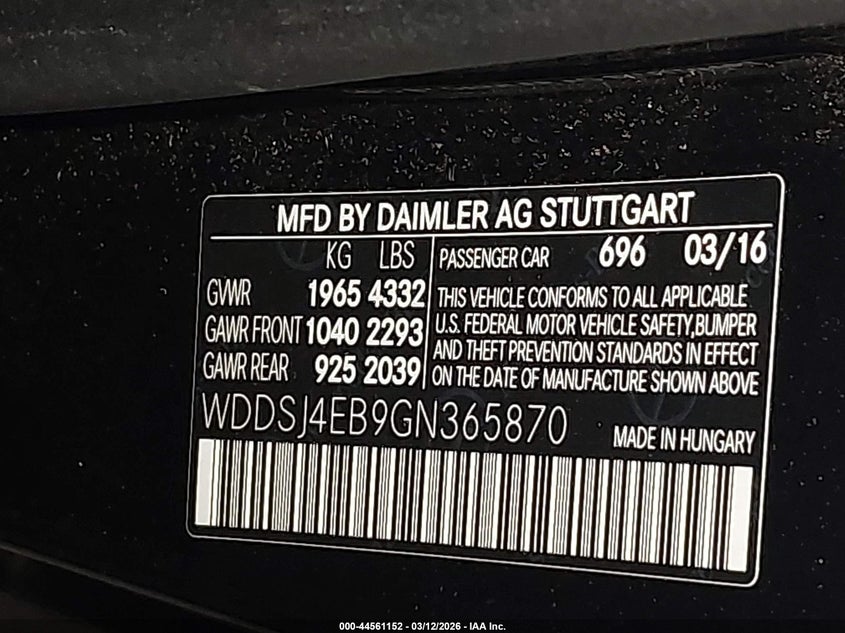 MFD BY DAIMLER AG STUTTGART
KG LBS
GVWR 1965 4332
GAWR FRONT 1040 2293
GAWR REAR 925 2039
PASSENGER CAR 696 03/16
THIS VEHICLE CONFORMS TO ALL APPLICABLE
U.S. FEDERAL MOTOR VEHICLE SAFETY,BUMPER
AND THEFT PREVENTION STANDARDS IN EFFECT
ON THE DATE OF MANUFACTURE SHOWN ABOVE
WDDSJ4EB9GN365870
MADE IN HUNGARY
000-44561152 - 03/12/2026 - IAA Inc.